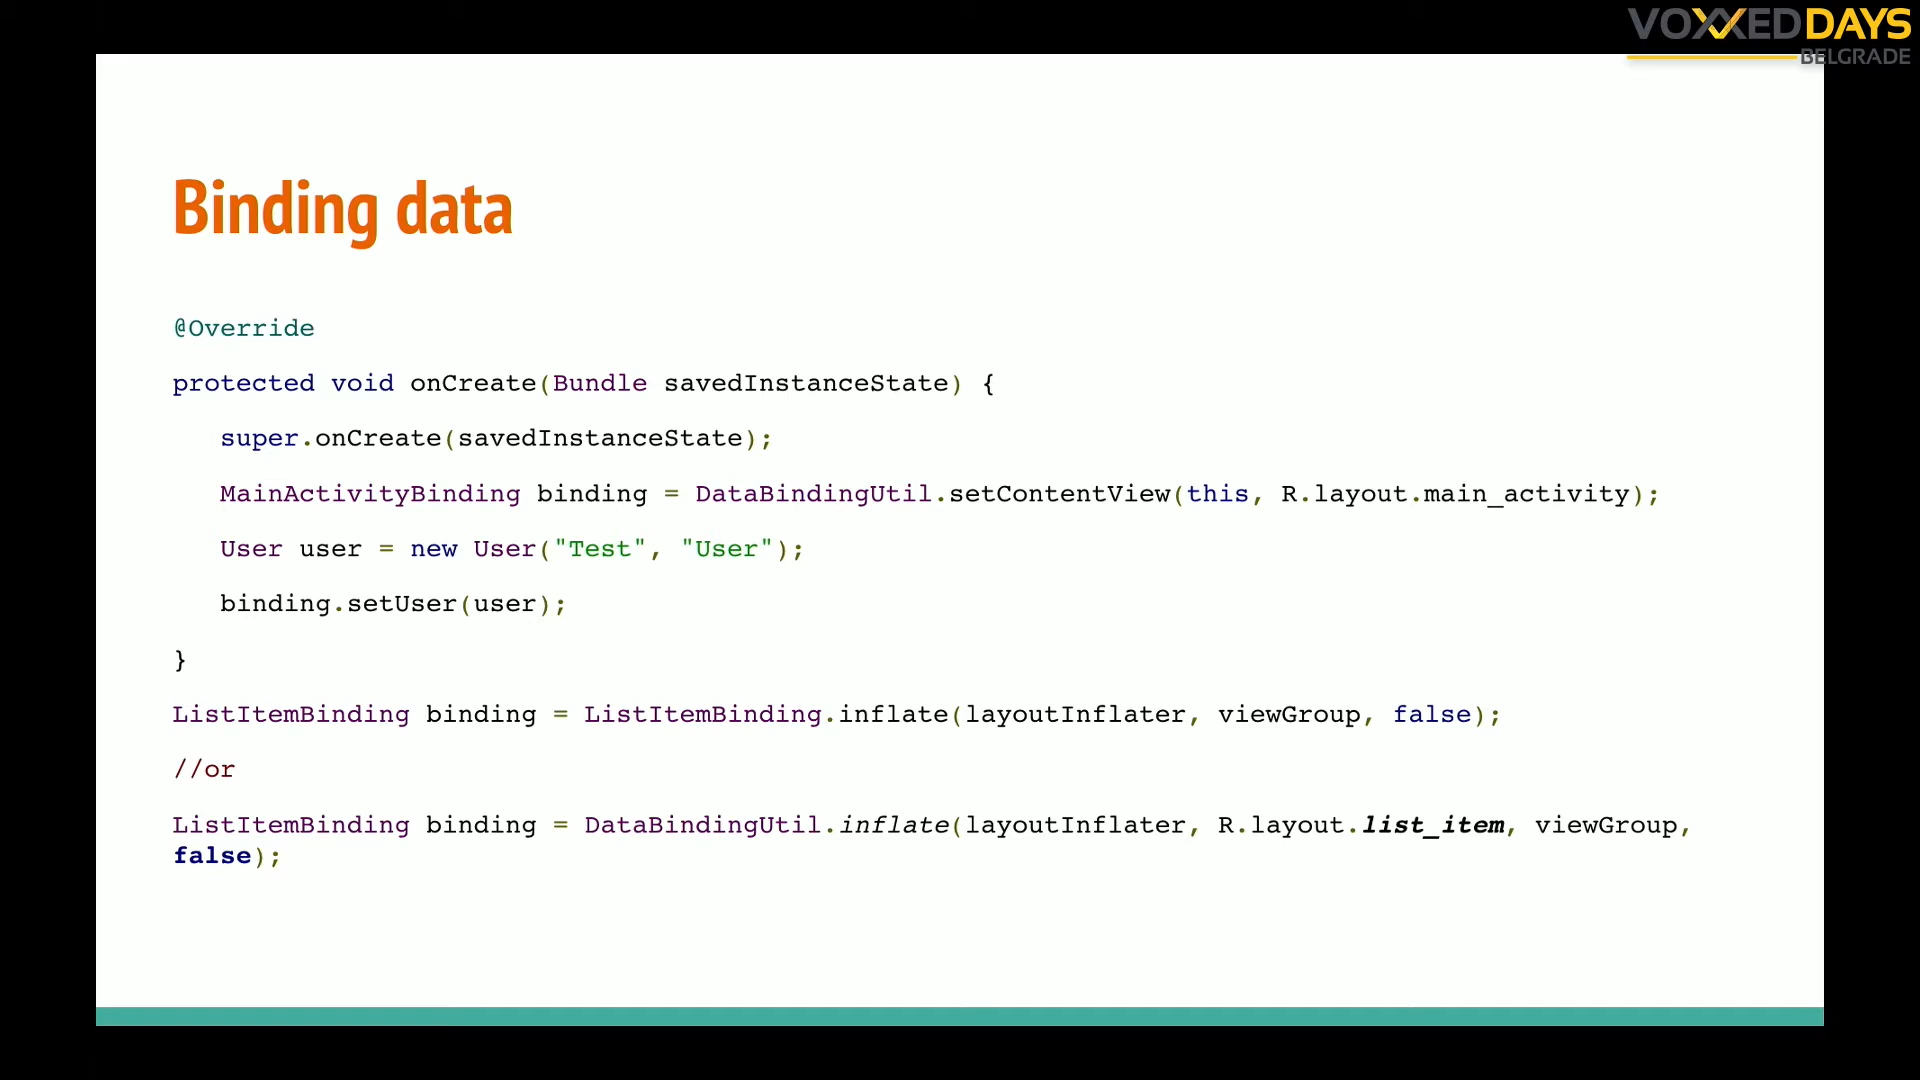 VOXXEDDAYS
BELGRADE
Binding data
@Override
protected void onCreate(Bundle savedInstanceState) {
super.onCreate(savedInstanceState);
MainActivityBinding binding = DataBindingUtil.setContentView(this, R.layout.main_activity);
User user = new User("Test", "User");
binding.setUser(user);
}
ListItemBinding binding = ListItemBinding.inflate(layoutInflater, viewGroup, false);
//or
ListItemBinding binding = DataBindingUtil.inflate(layoutInflater, R.layout.list_item, viewGroup,
false);